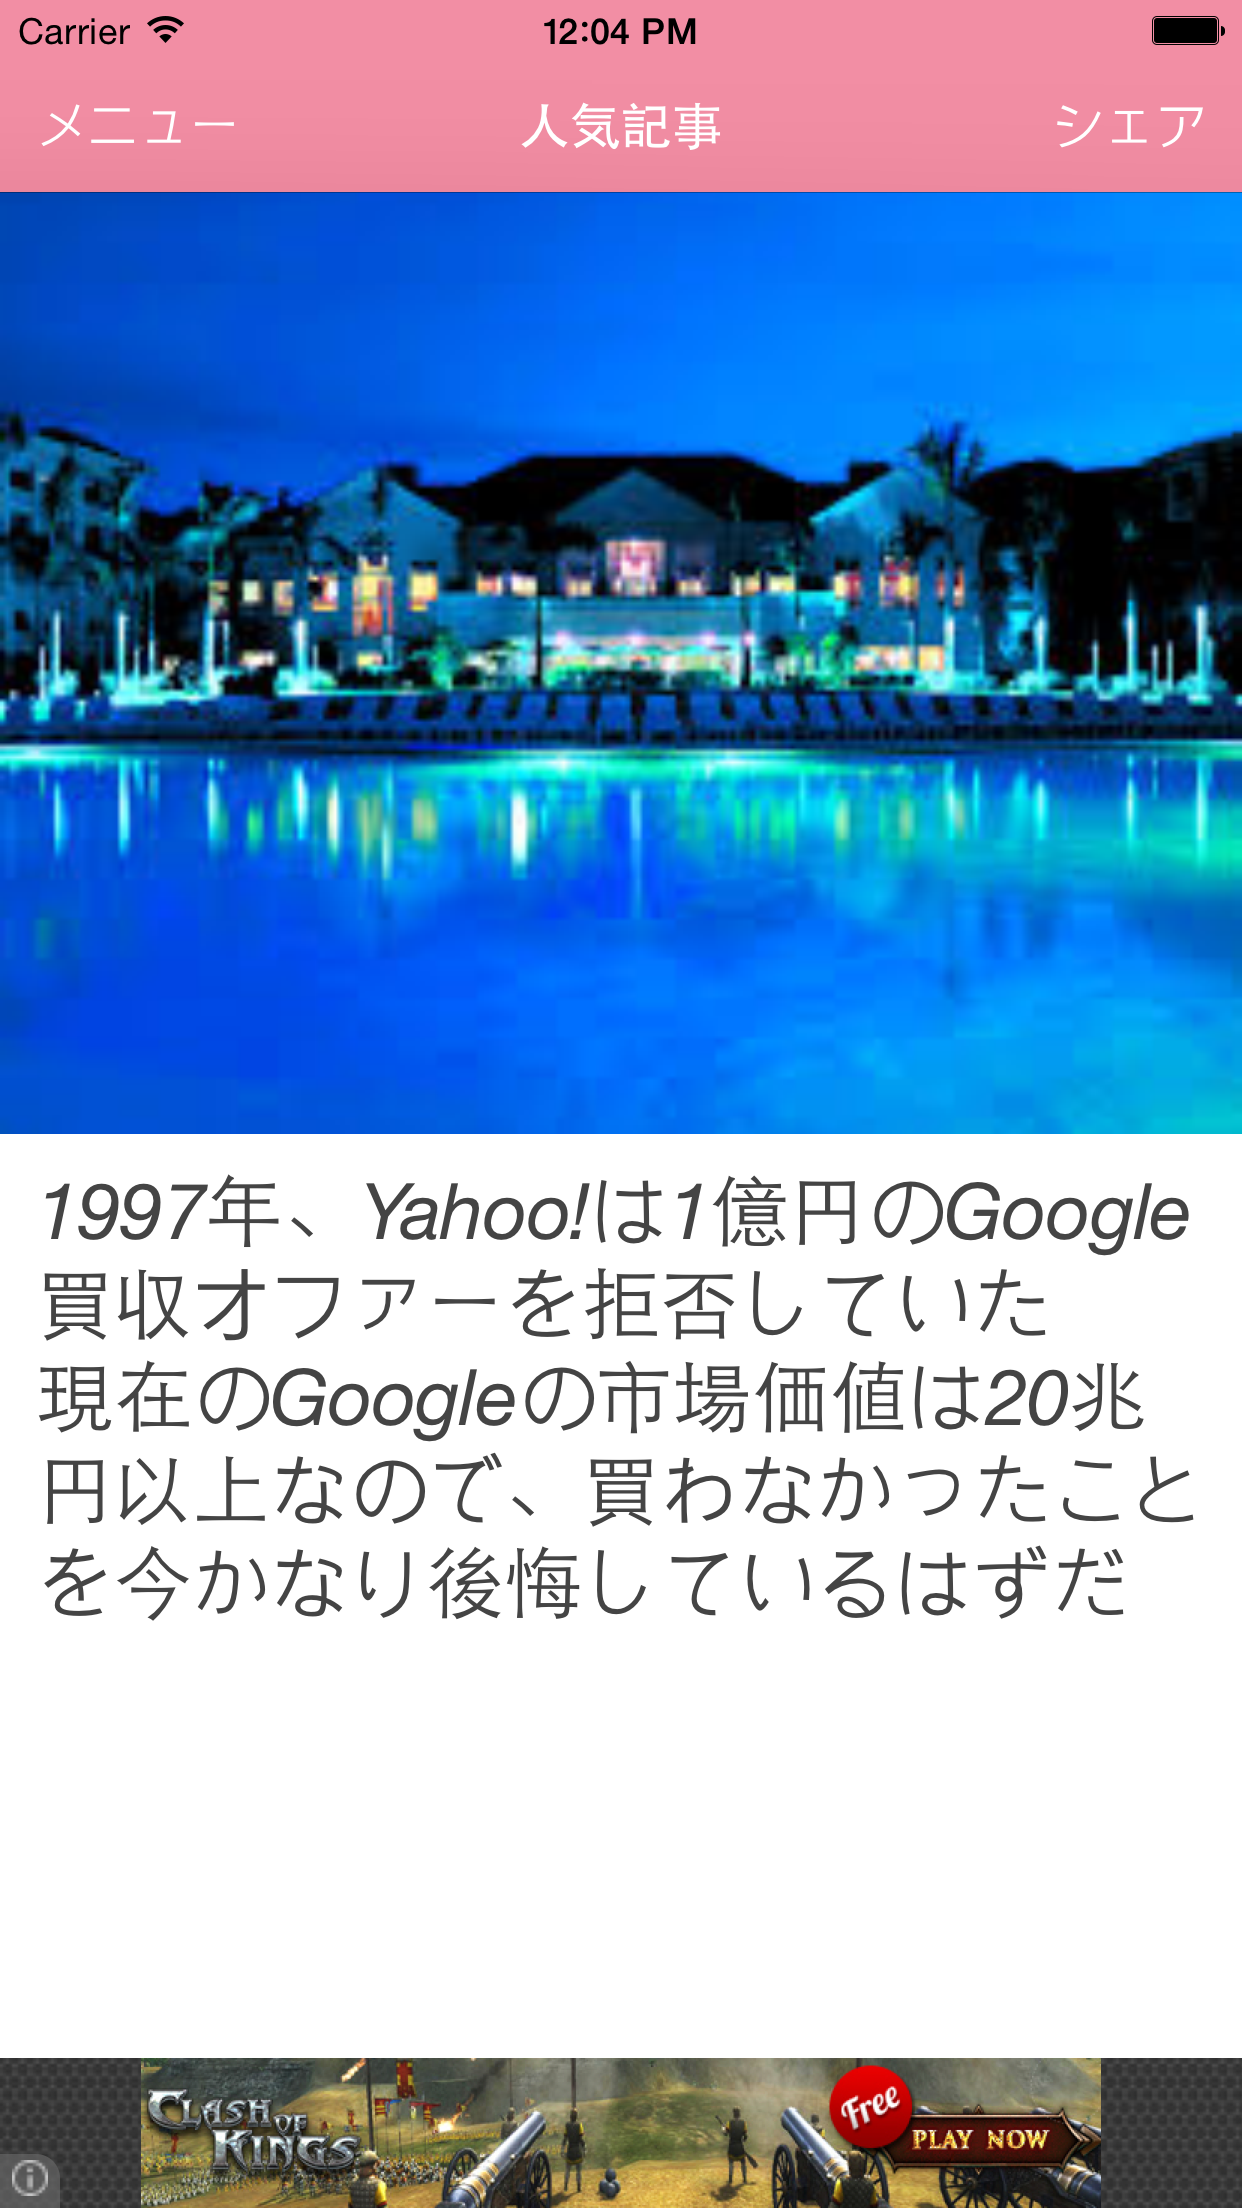 Carrier 12:04 PM
メニュー 人気記事 シェア
1997年、Yahoo!は1億円のGoogle
買収オファーを拒否していた
現在のGoogleの市場価値は20兆
円以上なので、買わなかったこと
を今かなり後悔しているはずだ
CLASH OF
KINGS
Free
PLAY NOW